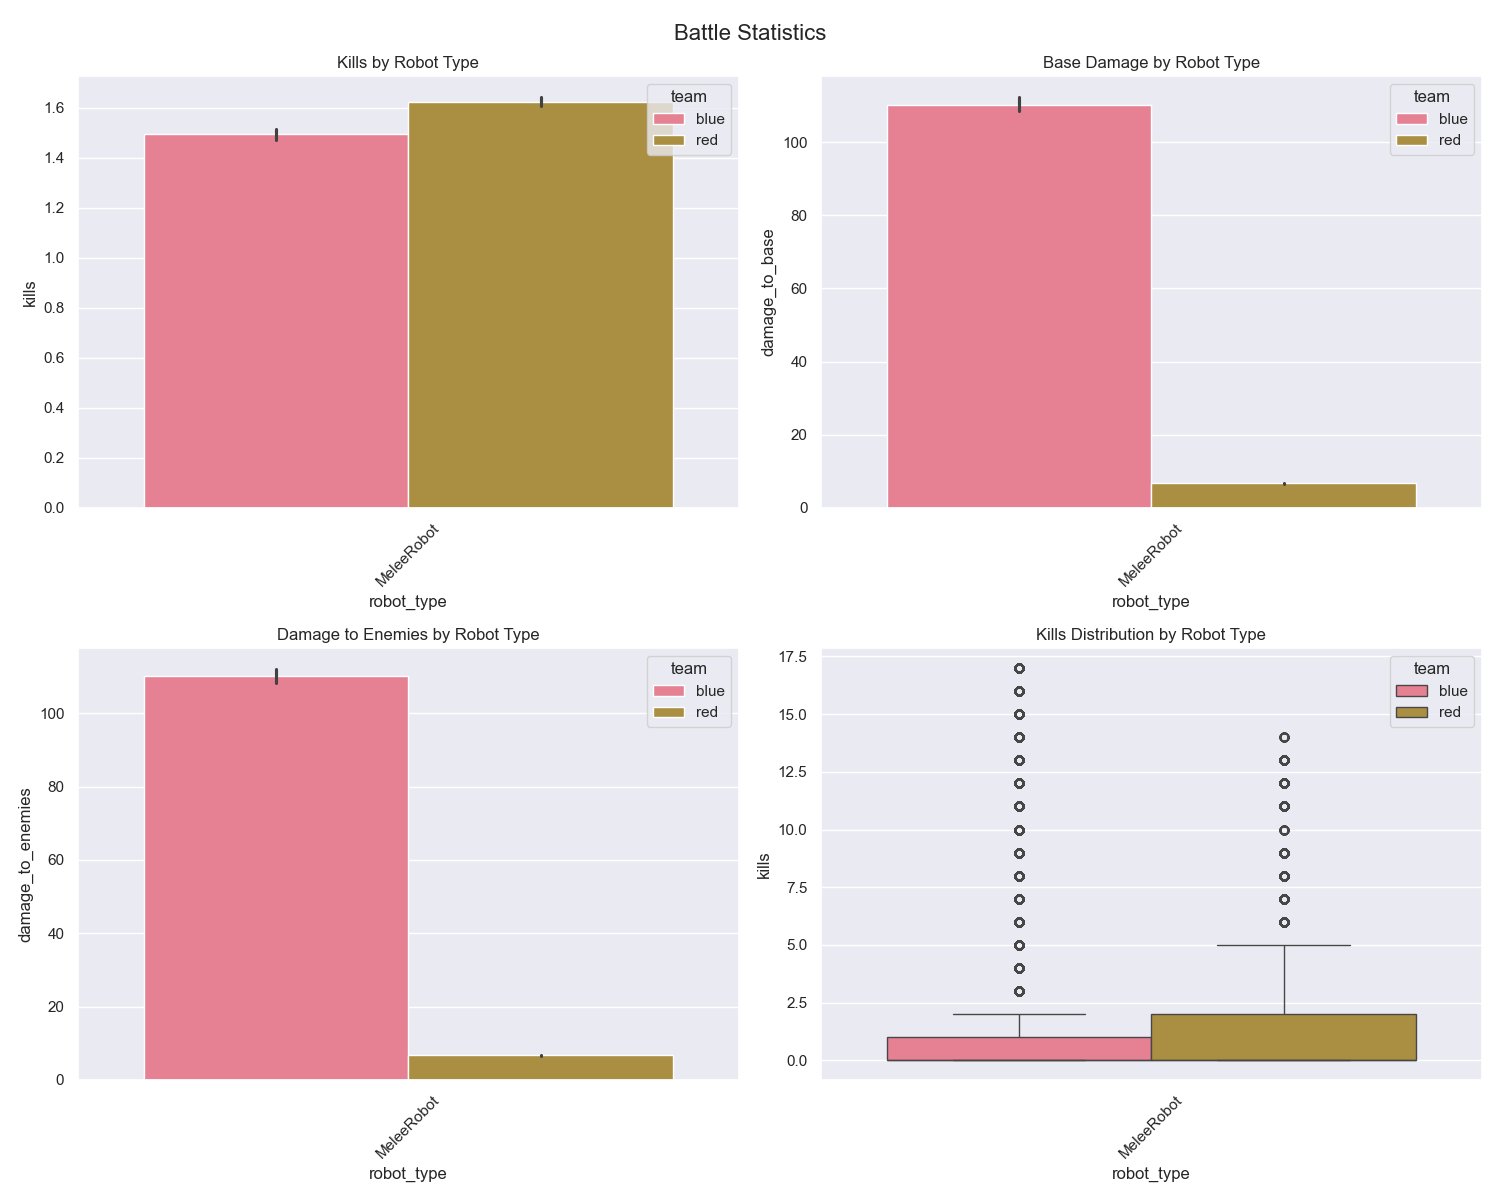 Battle Statistics
Kills by Robot Type
team
blue
red
1.6
1.4
1.2
1.0
0.8
0.6
0.4
0.2
0.0
kills
MeleeRobot
robot_type
Base Damage by Robot Type
team
blue
red
100
80
60
40
20
0
damage_to_base
MeleeRobot
robot_type
Damage to Enemies by Robot Type
team
blue
red
100
80
60
40
20
0
damage_to_enemies
MeleeRobot
robot_type
Kills Distribution by Robot Type
team
blue
red
17.5
15.0
12.5
10.0
7.5
5.0
2.5
0.0
kills
MeleeRobot
robot_type